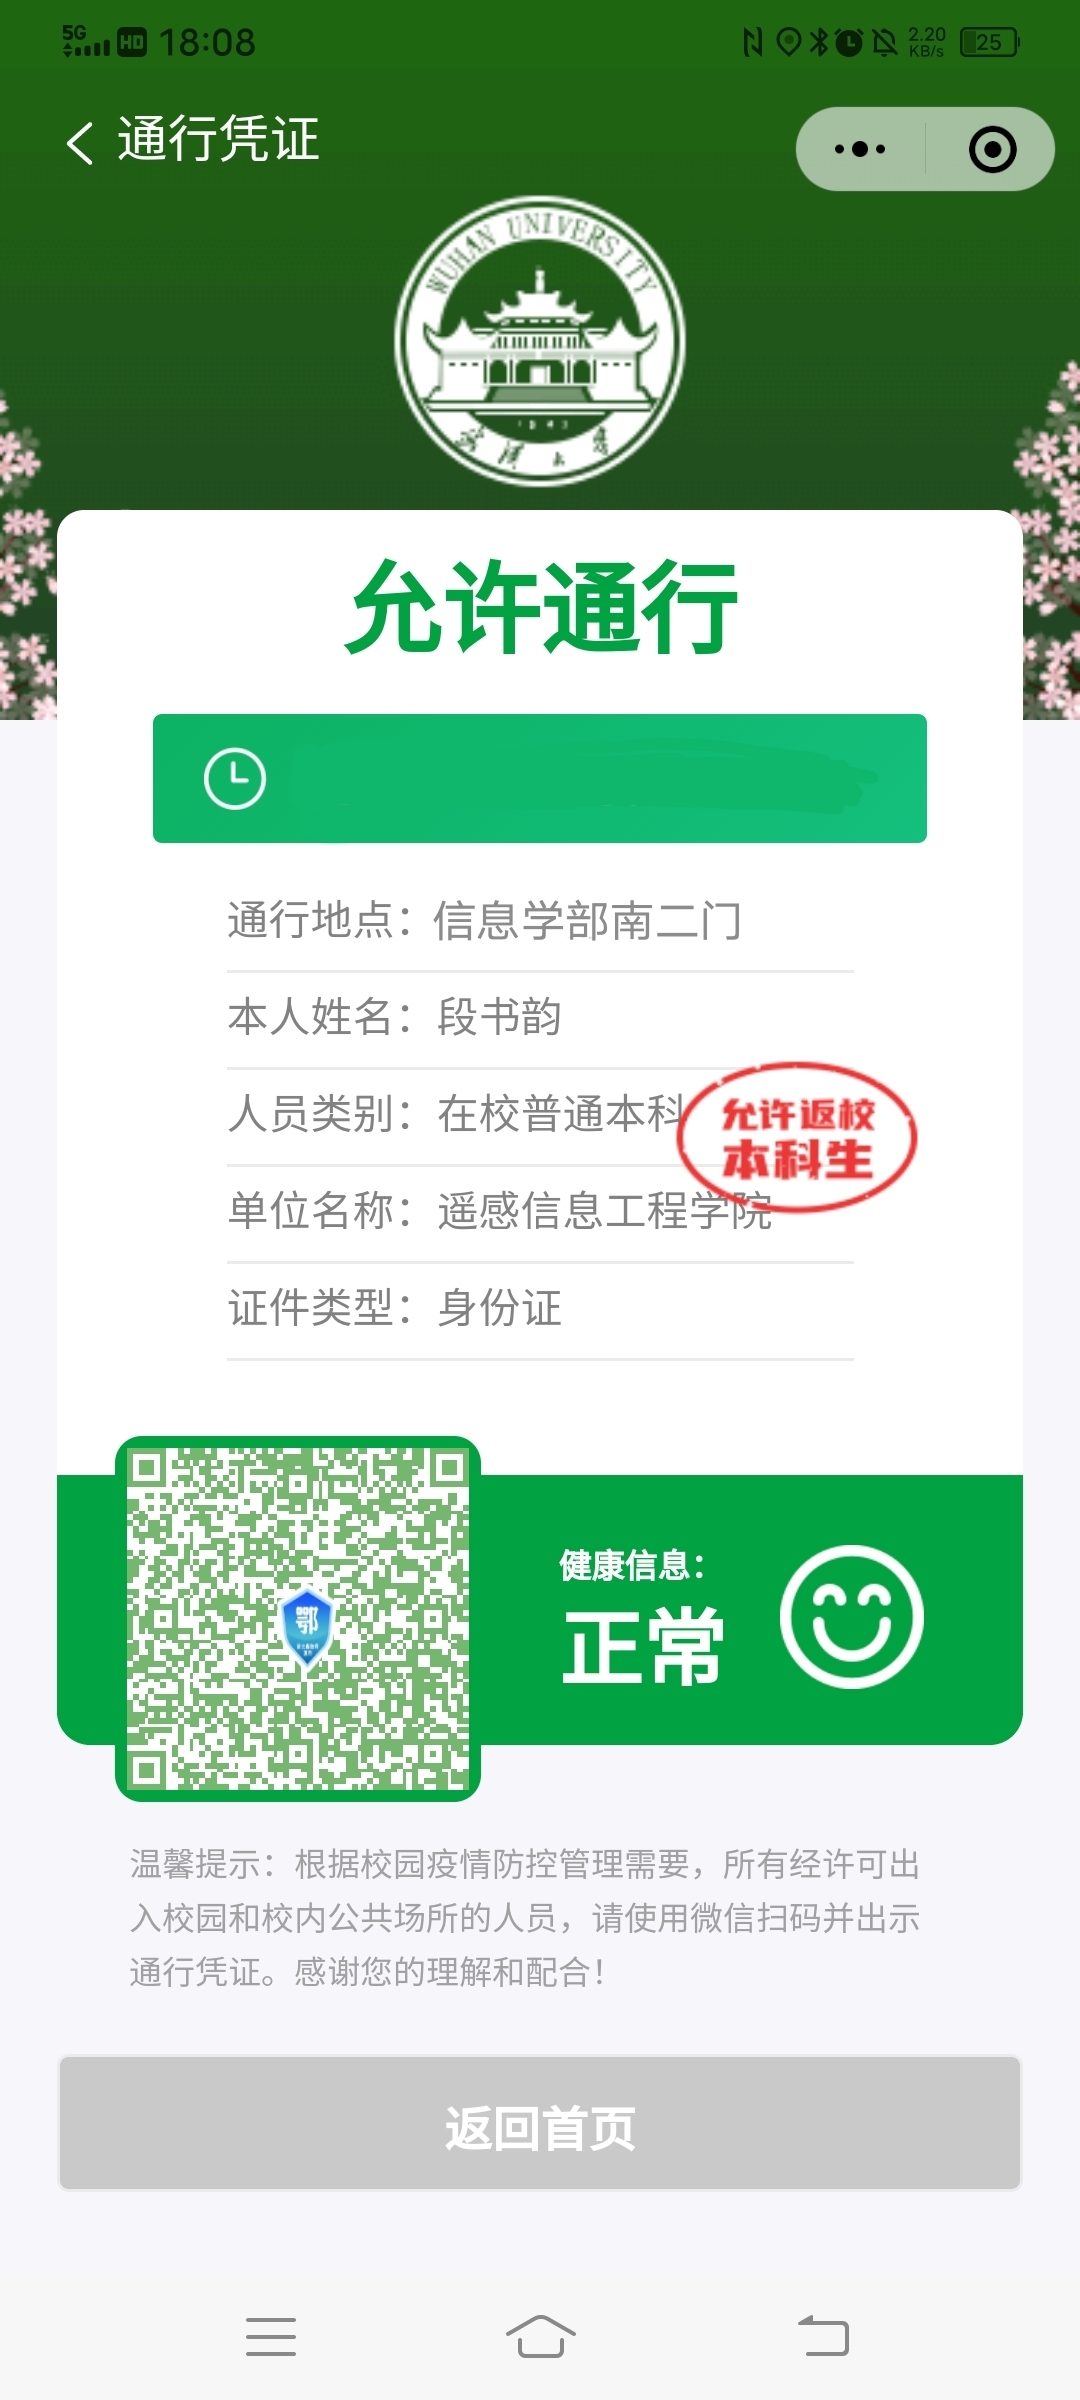 5G HD 18:08 2.20 KB/s 25
通行凭证
WUHAN UNIVERSITY
1893
武汉大学
允许通行
通行地点：信息学部南二门
本人姓名：段书韵
人员类别：在校普通本科
允许返校
本科生
单位名称：遥感信息工程学院
证件类型：身份证
鄂
健康信息：
正常
温馨提示：根据校园疫情防控管理需要，所有经许可出
入校园和校内公共场所的人员，请使用微信扫码并出示
通行凭证。感谢您的理解和配合！
返回首页